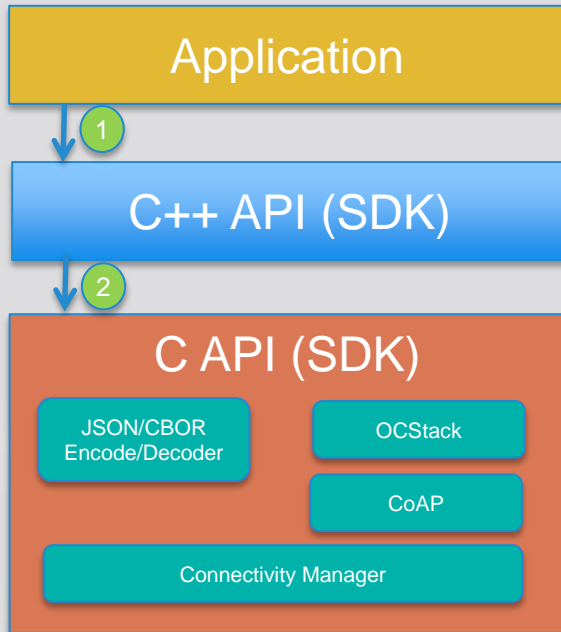 Application
1
C++ API (SDK)
2
C API (SDK)
JSON/CBOR
Encode/Decoder
OCStack
CoAP
Connectivity Manager